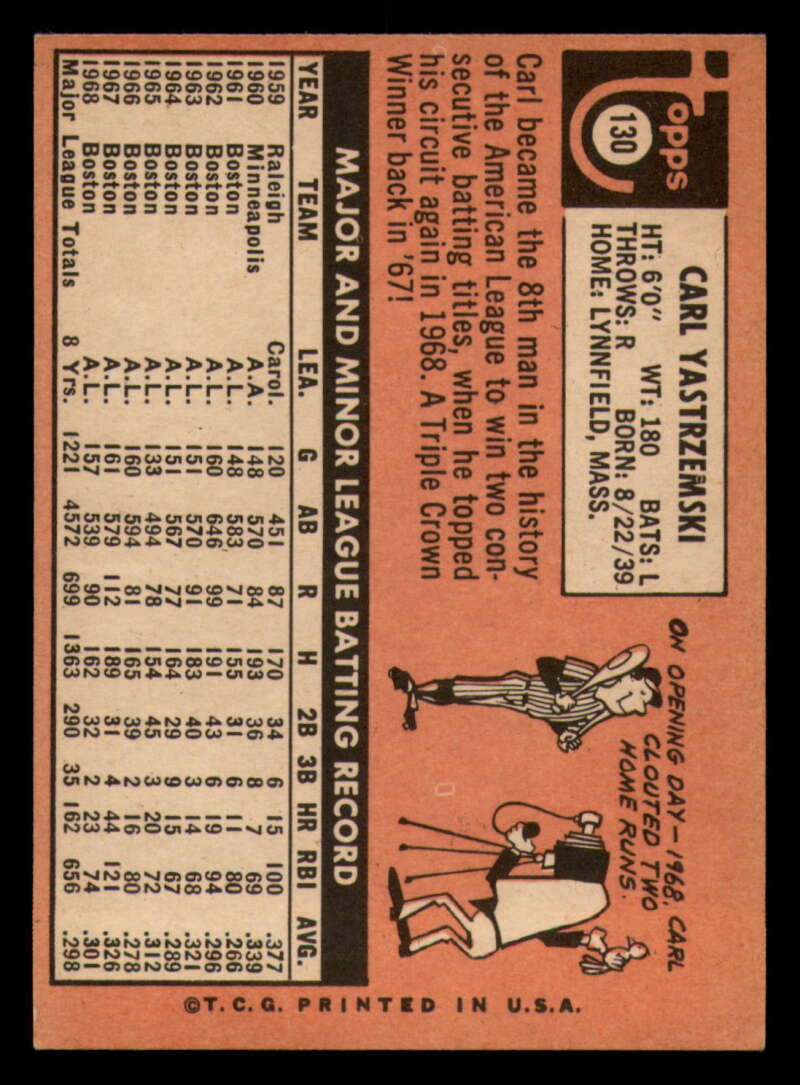 Topps
130
CARL YASTRZEMSKI
HT: 6'0" WT: 180 BATS: L
THROWS: R BORN: 8/22/39
HOME: LYNNFIELD, MASS.
Carl became the 8th man in the history
of the American League to win two con-
secutive batting titles, when he topped
his circuit again in 1968. A Triple Crown
Winner back in '67!
ON OPENING DAY—1968, CARL
CLOUTED TWO
HOME RUNS.
MAJOR AND MINOR LEAGUE BATTING RECORD
YEAR TEAM LEA. G AB R H 2B 3B HR RBI AVG.
1959 Raleigh Carol. 120 451 87 170 34 6 15 100 .377
1960 Minneapolis A.A. 148 570 84 193 36 8 7 69 .339
1961 Boston A.L. 148 583 71 155 31 6 11 80 .266
1962 Boston A.L. 160 646 99 191 43 6 19 94 .296
1963 Boston A.L. 151 570 91 183 40 3 14 68 .321
1964 Boston A.L. 151 567 77 164 29 9 15 67 .289
1965 Boston A.L. 133 494 78 154 45 3 20 72 .312
1966 Boston A.L. 160 594 81 165 39 2 16 80 .278
1967 Boston A.L. 161 579 112 189 31 4 44 121 .326
1968 Boston A.L. 157 539 90 162 32 2 23 74 .301
Major League Totals 8 Yrs. 1221 4572 699 1363 290 35 162 656 .298
©T.C.G. PRINTED IN U.S.A.